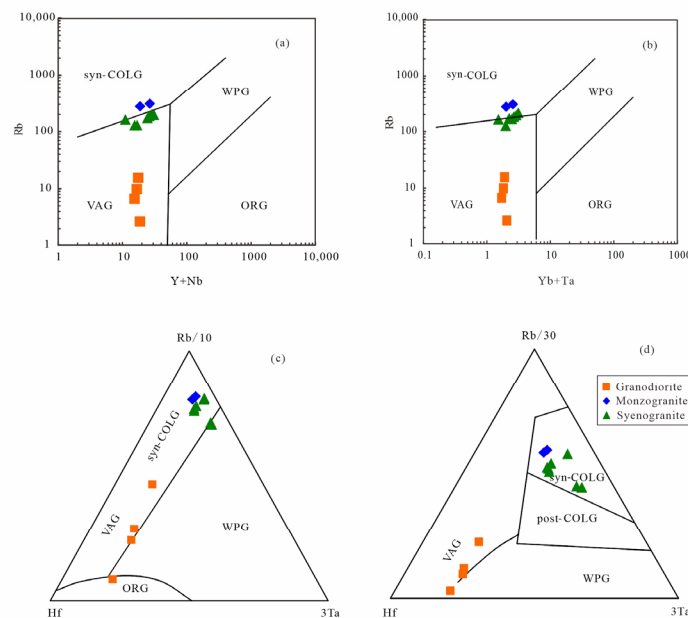 10,000
1000
100
10
1
Rb
(a)
syn-COLG
WPG
VAG
ORG
1
10
100
1000
10,000
Y+Nb
10,000
1000
100
10
1
Rb
(b)
syn-COLG
WPG
VAG
ORG
0.1
1
10
100
1000
Yb+Ta
Rb/10
(c)
syn-COLG
VAG
WPG
ORG
Hf
3Ta
Rb/30
(d)
Granodiorite
Monzogranite
Syenogranite
syn-COLG
post-COLG
VAG
WPG
Hf
3Ta